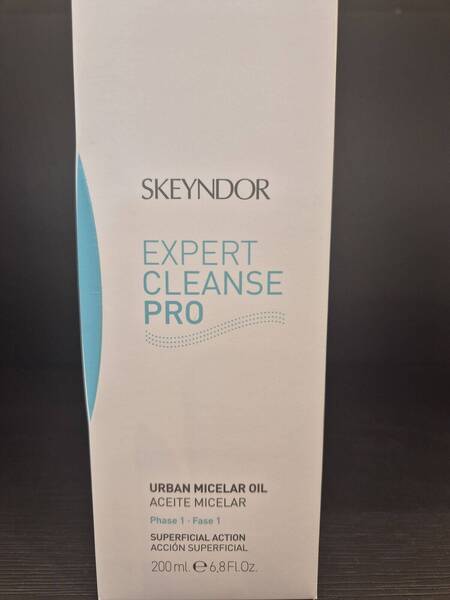 SKEYNDOR
EXPERT
CLEANSE
PRO
URBAN MICELAR OIL
ACEITE MICELAR
Phase 1 · Fase 1
SUPERFICIAL ACTION
ACCIÓN SUPERFICIAL
200 ml. ℮ 6,8 Fl.Oz.